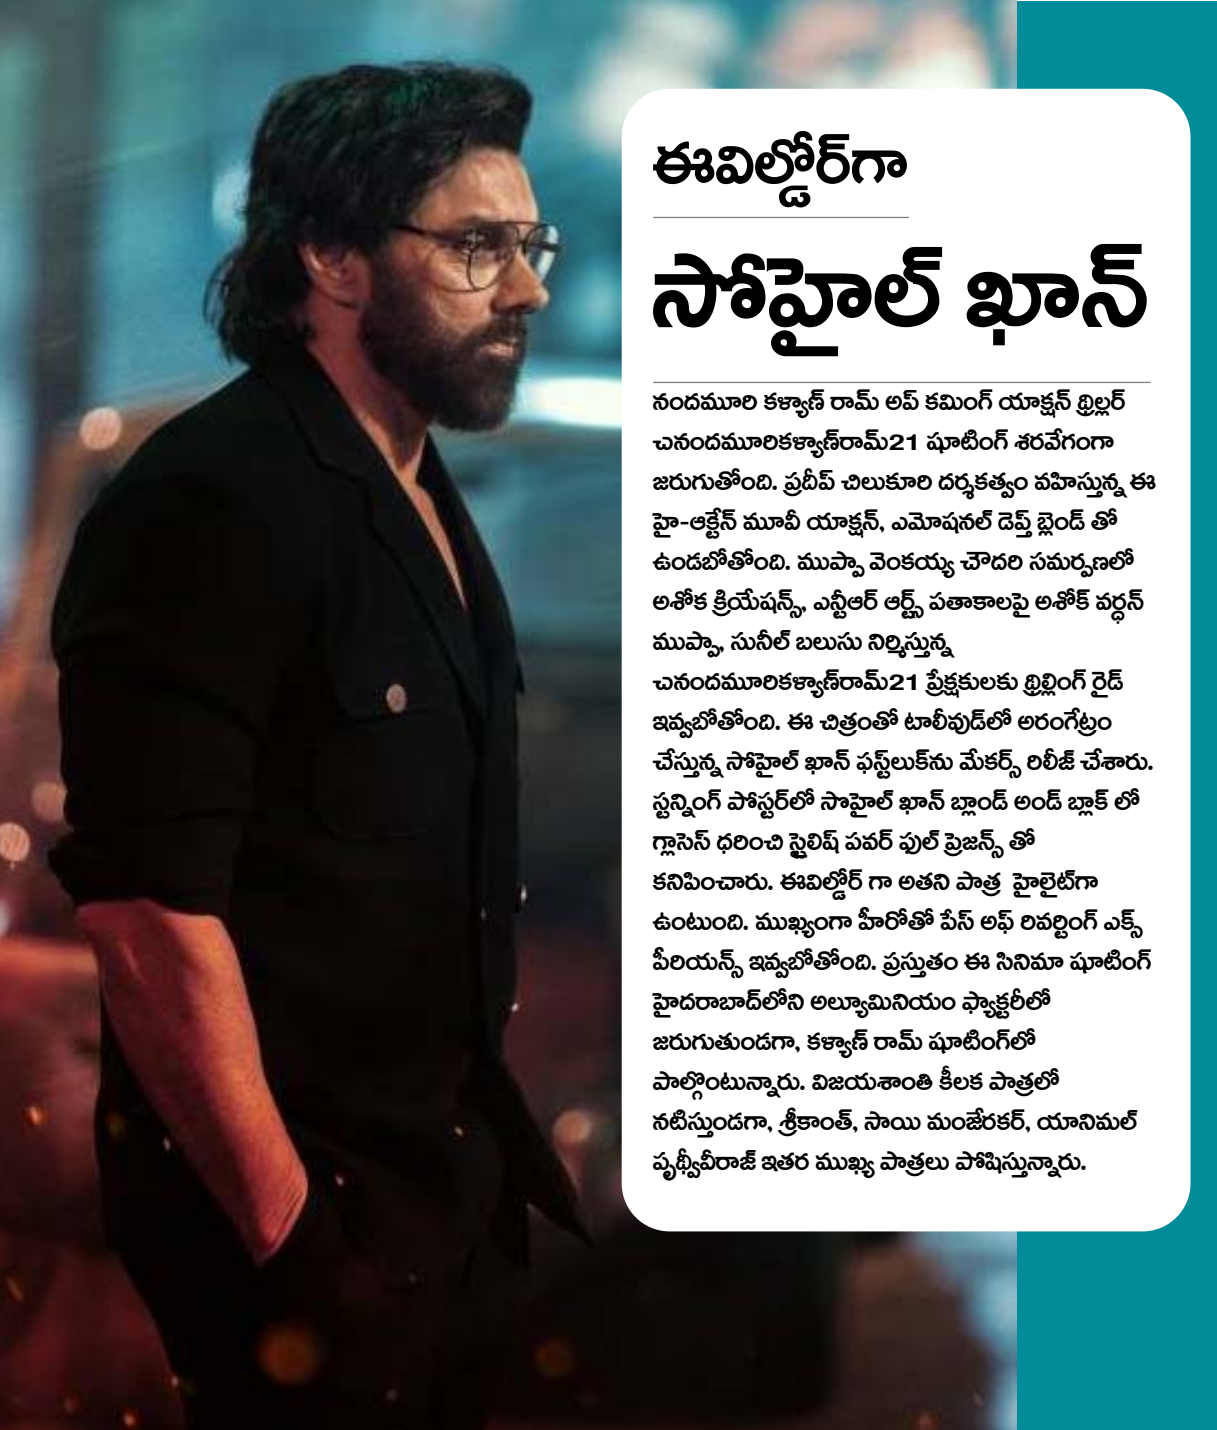 ఈవిల్డోర్‌గా
సోహైల్ ఖాన్
నందమూరి కళ్యాణ్ రామ్ అప్ కమింగ్ యాక్షన్ థ్రిల్లర్
ఎనందమూరికళ్యాణ్‌రామ్21 షూటింగ్ శరవేగంగా
జరుగుతోంది. ప్రదీప్ చిలుకూరి దర్శకత్వం వహిస్తున్న ఈ
హై-ఆక్టేన్ మూవీ యాక్షన్, ఎమోషనల్ డెప్త్ బ్లెండ్ తో
ఉండబోతోంది. ముప్పా వెంకయ్య చౌదరి సమర్పణలో
అశోక క్రియేషన్స్, ఎన్టీఆర్ ఆర్ట్స్ పతాకాలపై అశోక్ వర్ధన్
ముప్పా, సునీల్ బలుసు నిర్మిస్తున్న
ఎనందమూరికళ్యాణ్‌రామ్21 ప్రేక్షకులకు థ్రిల్లింగ్ రైడ్
ఇవ్వబోతోంది. ఈ చిత్రంతో టాలీవుడ్‌లో అరంగేట్రం
చేస్తున్న సోహైల్ ఖాన్ ఫస్ట్‌లుక్‌ను మేకర్స్ రిలీజ్ చేశారు.
స్టన్నింగ్ పోస్టర్‌లో సొహైల్ ఖాన్ బ్లాండ్ అండ్ బ్లాక్ లో
గ్లాసెస్ ధరించి స్టైలిష్ పవర్ ఫుల్ ప్రెజన్స్ తో
కనిపించారు. ఈవిల్డోర్ గా అతని పాత్ర హైలైట్‌గా
ఉంటుంది. ముఖ్యంగా హీరోతో పేస్ అఫ్ రివర్టింగ్ ఎక్స్
పీరియన్స్ ఇవ్వబోతోంది. ప్రస్తుతం ఈ సినిమా షూటింగ్
హైదరాబాద్‌లోని అల్యూమినియం ఫ్యాక్టరీలో
జరుగుతుండగా, కళ్యాణ్ రామ్ షూటింగ్‌లో
పాల్గొంటున్నారు. విజయశాంతి కీలక పాత్రలో
నటిస్తుండగా, శ్రీకాంత్, సాయి మంజేరకర్, యానిమల్
పృథ్వీవీరాజ్ ఇతర ముఖ్య పాత్రలు పోషిస్తున్నారు.